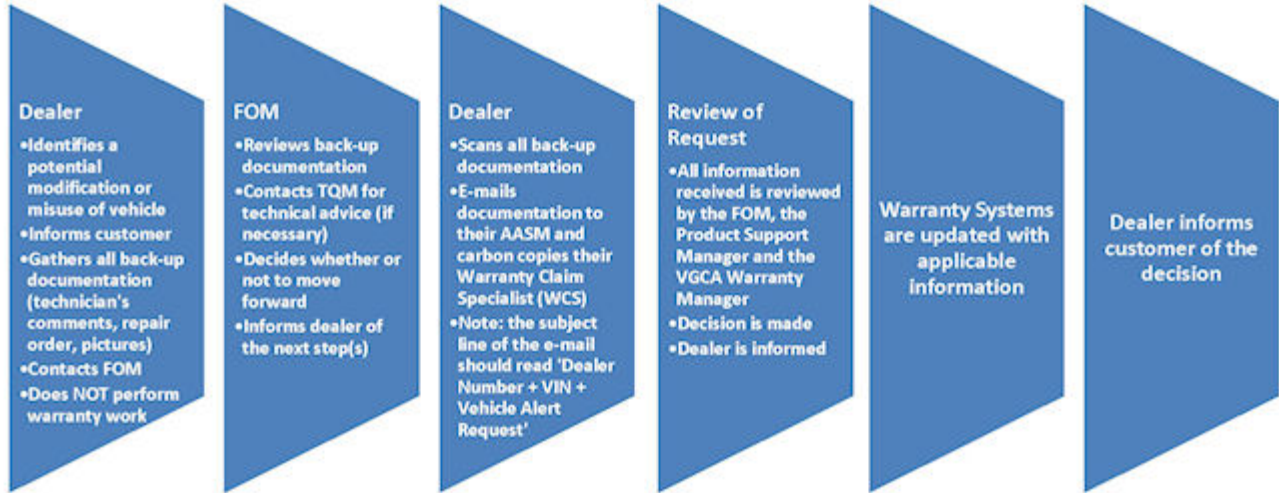 Dealer
•Identifies a
potential
modification or
misuse of vehicle
•Informs customer
•Gathers all back-up
documentation
(technician's
comments, repair
order, pictures)
•Contacts FOM
•Does NOT perform
warranty work
FOM
•Reviews back-up
documentation
•Contacts TQM for
technical advice (if
necessary)
•Decides whether or
not to move
forward
•Informs dealer of
the next step(s)
Dealer
•Scans all back-up
documentation
•E-mails
documentation to
their AASM and
carbon copies their
Warranty Claim
Specialist (WCS)
•Note: the subject
line of the e-mail
should read 'Dealer
Number + VIN +
Vehicle Alert
Request'
Review of
Request
•All information
received is reviewed
by the FOM, the
Product Support
Manager and the
VGCA Warranty
Manager
•Decision is made
•Dealer is informed
Warranty Systems
are updated with
applicable
information
Dealer informs
customer of the
decision